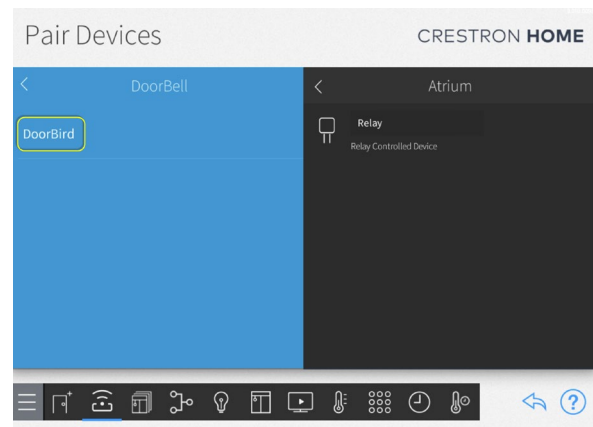 Pair Devices
CRESTRON HOME
DoorBell
DoorBird
Atrium
Relay
Relay Controlled Device
?